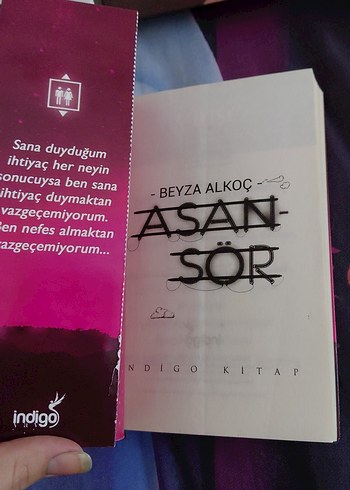 Sana duyduğum
ihtiyaç her neyin
sonucuysa ben sana
ihtiyaç duymaktan
vazgeçemiyorum.
Ben nefes almaktan
vazgeçemiyorum...
indigo
- BEYZA ALKOÇ -
ASAN-
SÖR
INDİGO KİTAP